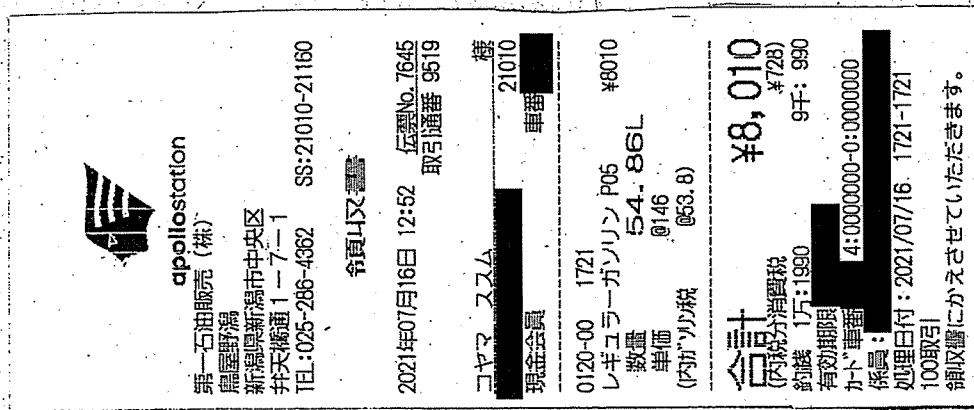 apollostation
第一石油販売(株)
鳥屋野潟
新潟県新潟市中央区
弁天橋通1-7-1
TEL:025-286-4362 SS:21010-21160
領収書
2021年07月16日 12:52 伝票No. 7645
取引通番 9519
コヤマ ススム 様
21010
現金会員 車番
0120-00 1721
レギュラーガソリン P05 ¥8010
数量 54.86L
単価 @146
(内ガソリン税 @53.8)
合計 ¥8,010
(内税分消費税 ¥728)
釣銭 1万:1990 9千: 990
有効期限
カード車番 4:0000000-0:0000000
係員:
処理日付:2021/07/16 1721-1721
100取引
領収書にかえさせていただきます。